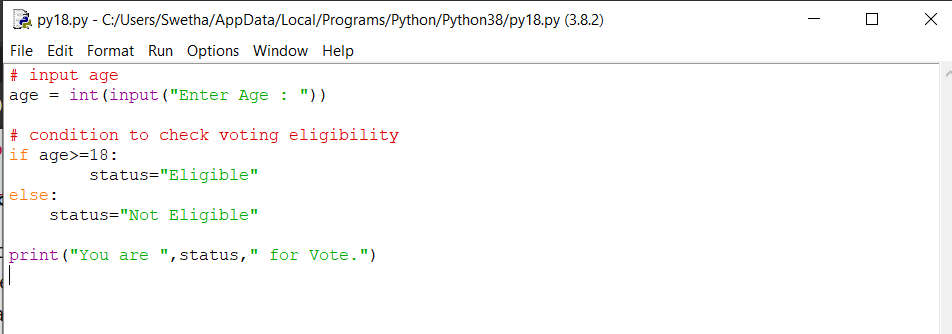 py18.py - C:/Users/Swetha/AppData/Local/Programs/Python/Python38/py18.py (3.8.2)
File Edit Format Run Options Window Help
# input age
age = int(input("Enter Age : "))

# condition to check voting eligibility
if age>=18:
        status="Eligible"
else:
    status="Not Eligible"

print("You are ",status," for Vote.")